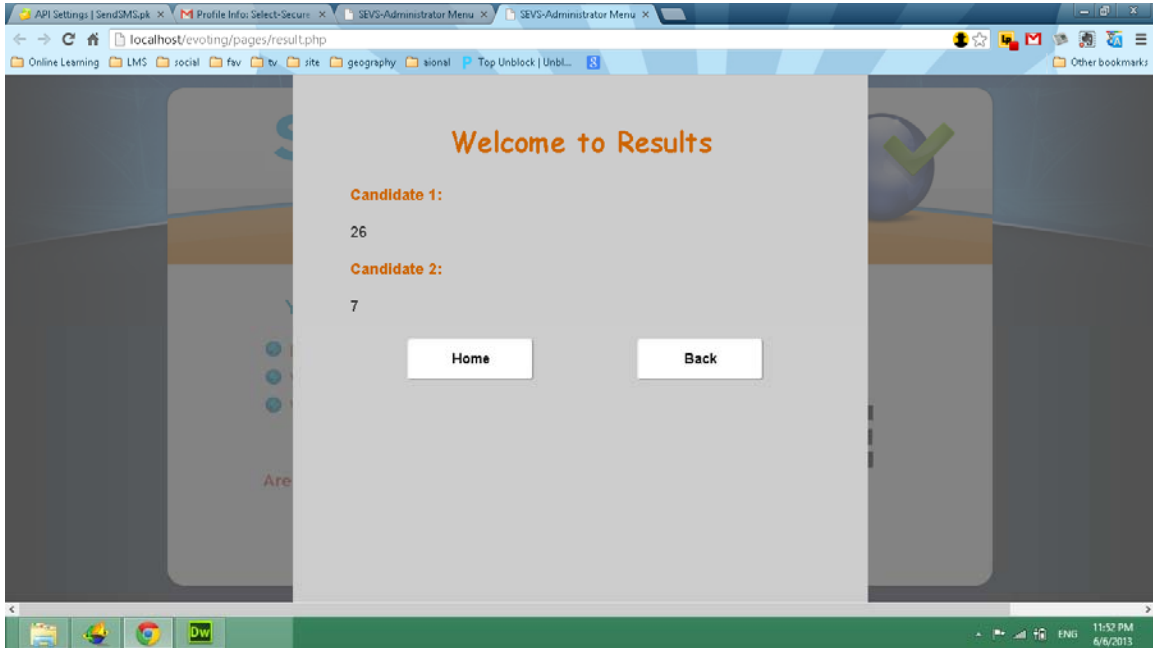 API Settings | SendSMS.pk
Profile Info: Select-Secure
SEVS-Administrator Menu
SEVS-Administrator Menu
localhost/evoting/pages/result.php
Online Learning
LMS
social
fav
tv
site
geography
sional
Top Unblock | Unbl...
Other bookmarks
S
Welcome to Results
Candidate 1:
26
Candidate 2:
7
Home
Back
Are
Dw
ENG
11:52 PM
6/6/2013